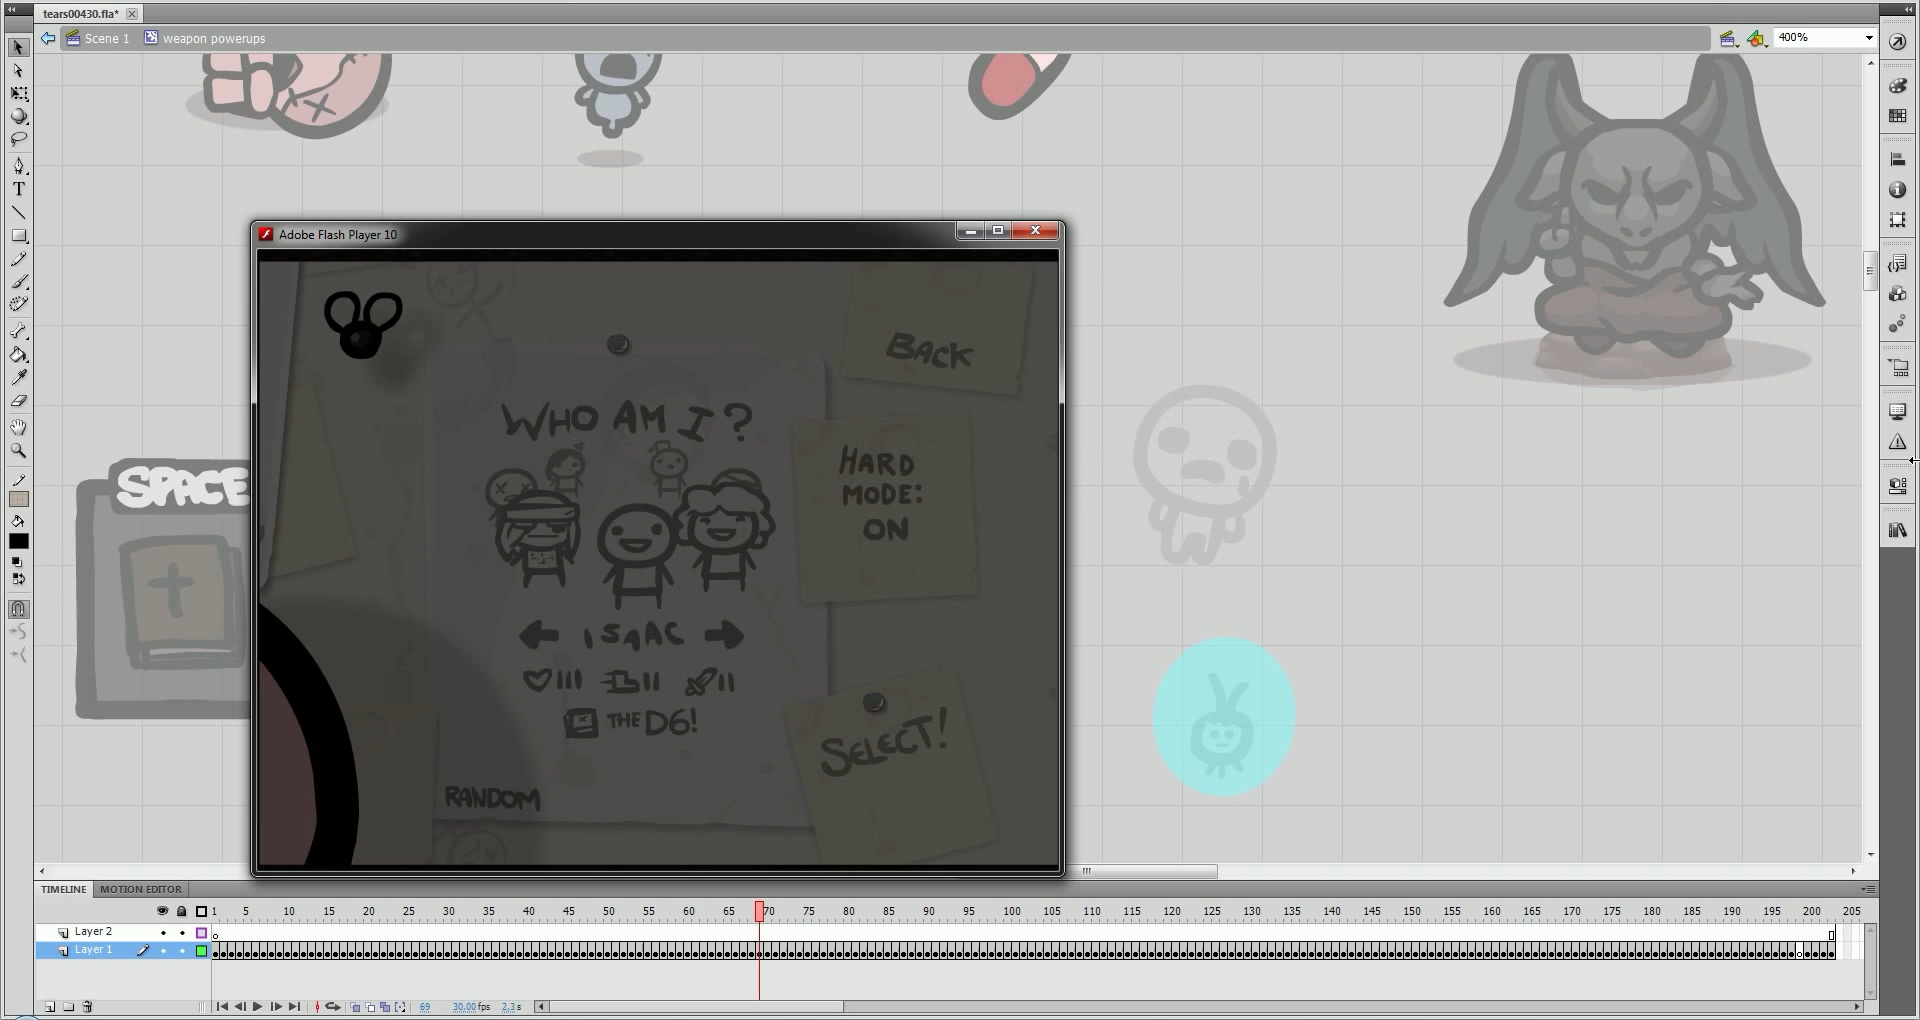 tears00430.fla*
Scene 1
weapon powerups
400%
SPACE
Adobe Flash Player 10
BACK
WHO AM I?
HARD
MODE:
ON
ISAAC
THE D6!
SELECT!
RANDOM
TIMELINE
MOTION EDITOR
1 5 10 15 20 25 30 35 40 45 50 55 60 65 70 75 80 85 90 95 100 105 110 115 120 125 130 135 140 145 150 155 160 165 170 175 180 185 190 195 200 205
Layer 2
Layer 1
69
30.00 fps
2.3 s